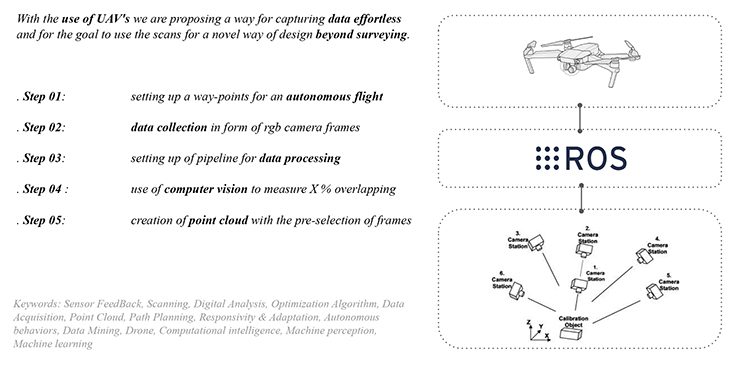 With the use of UAV's we are proposing a way for capturing data effortless
and for the goal to use the scans for a novel way of design beyond surveying.
. Step 01: setting up a way-points for an autonomous flight
. Step 02: data collection in form of rgb camera frames
. Step 03: setting up of pipeline for data processing
. Step 04 : use of computer vision to measure X % overlapping
. Step 05: creation of point cloud with the pre-selection of frames
Keywords: Sensor FeedBack, Scanning, Digital Analysis, Optimization Algorithm, Data
Acquisition, Point Cloud, Path Planning, Responsivity & Adaptation, Autonomous
behaviors, Data Mining, Drone, Computational intelligence, Machine perception,
Machine learning
ROS
3.
Camera
Station
2.
Camera
Station
4.
Camera
Station
6.
Camera
Station
1.
Camera
Station
5.
Camera
Station
Calibration
Object
Z
Y
X